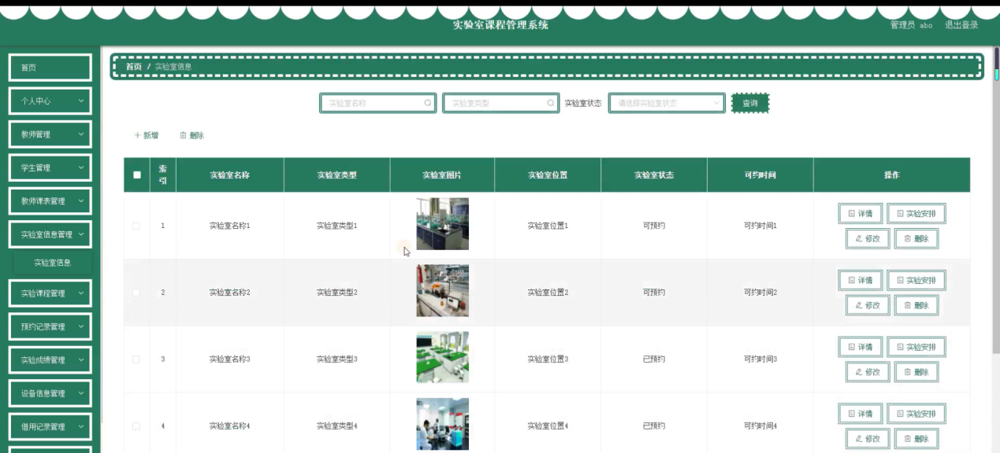 实验室课程管理系统
管理员 abo 退出登录
首页
个人中心
教师管理
学生管理
教师课表管理
实验室信息管理
实验室信息
实验课程管理
预约记录管理
实验成绩管理
设备信息管理
借用记录管理
首页 / 实验室信息
实验室名称 实验室类型 实验室状态 请选择实验室状态 查询
新增 删除
索引 实验室名称 实验室类型 实验室图片 实验室位置 实验室状态 可约时间 操作
1 实验室名称1 实验室类型1 实验室位置1 可预约 可约时间1 详情 实验安排
修改 删除
2 实验室名称2 实验室类型2 实验室位置2 可预约 可约时间2 详情 实验安排
修改 删除
3 实验室名称3 实验室类型3 实验室位置3 已预约 可约时间3 详情 实验安排
修改 删除
4 实验室名称4 实验室类型4 实验室位置4 已预约 可约时间4 详情 实验安排
修改 删除